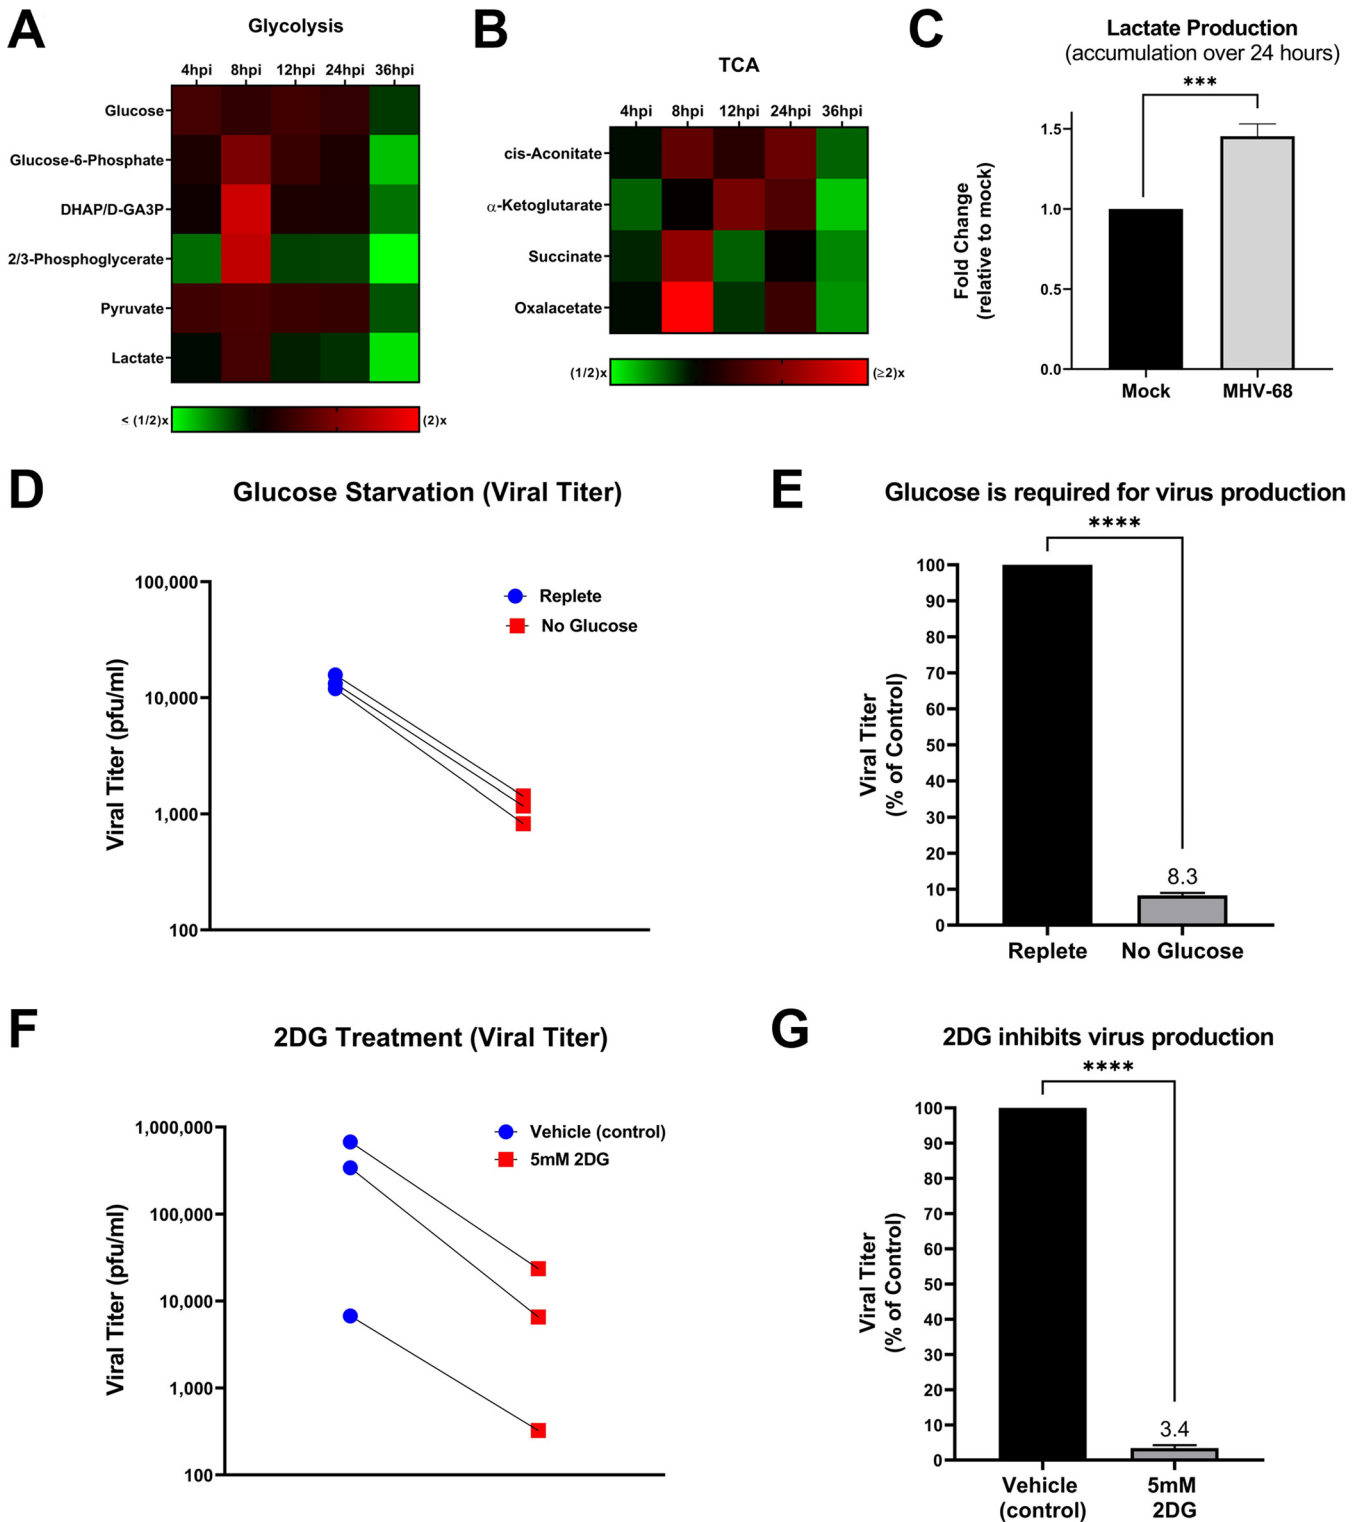 A
Glycolysis
4hpi 8hpi 12hpi 24hpi 36hpi
Glucose
Glucose-6-Phosphate
DHAP/D-GA3P
2/3-Phosphoglycerate
Pyruvate
Lactate
≤ (1/2)x
(2)x
B
TCA
4hpi 8hpi 12hpi 24hpi 36hpi
cis-Aconitate
α-Ketoglutarate
Succinate
Oxalacetate
(1/2)x
(≥2)x
C
Lactate Production
(accumulation over 24 hours)
***
Fold Change
(relative to mock)
1.5
1.0
0.5
0.0
Mock
MHV-68
D
Glucose Starvation (Viral Titer)
Viral Titer (pfu/ml)
100,000
10,000
1,000
100
Replete
No Glucose
E
Glucose is required for virus production
****
Viral Titer
(% of Control)
100
90
80
70
60
50
40
30
20
10
0
8.3
Replete
No Glucose
F
2DG Treatment (Viral Titer)
Viral Titer (pfu/ml)
1,000,000
100,000
10,000
1,000
100
Vehicle (control)
5mM 2DG
G
2DG inhibits virus production
****
Viral Titer
(% of Control)
100
90
80
70
60
50
40
30
20
10
0
3.4
Vehicle
(control)
5mM
2DG